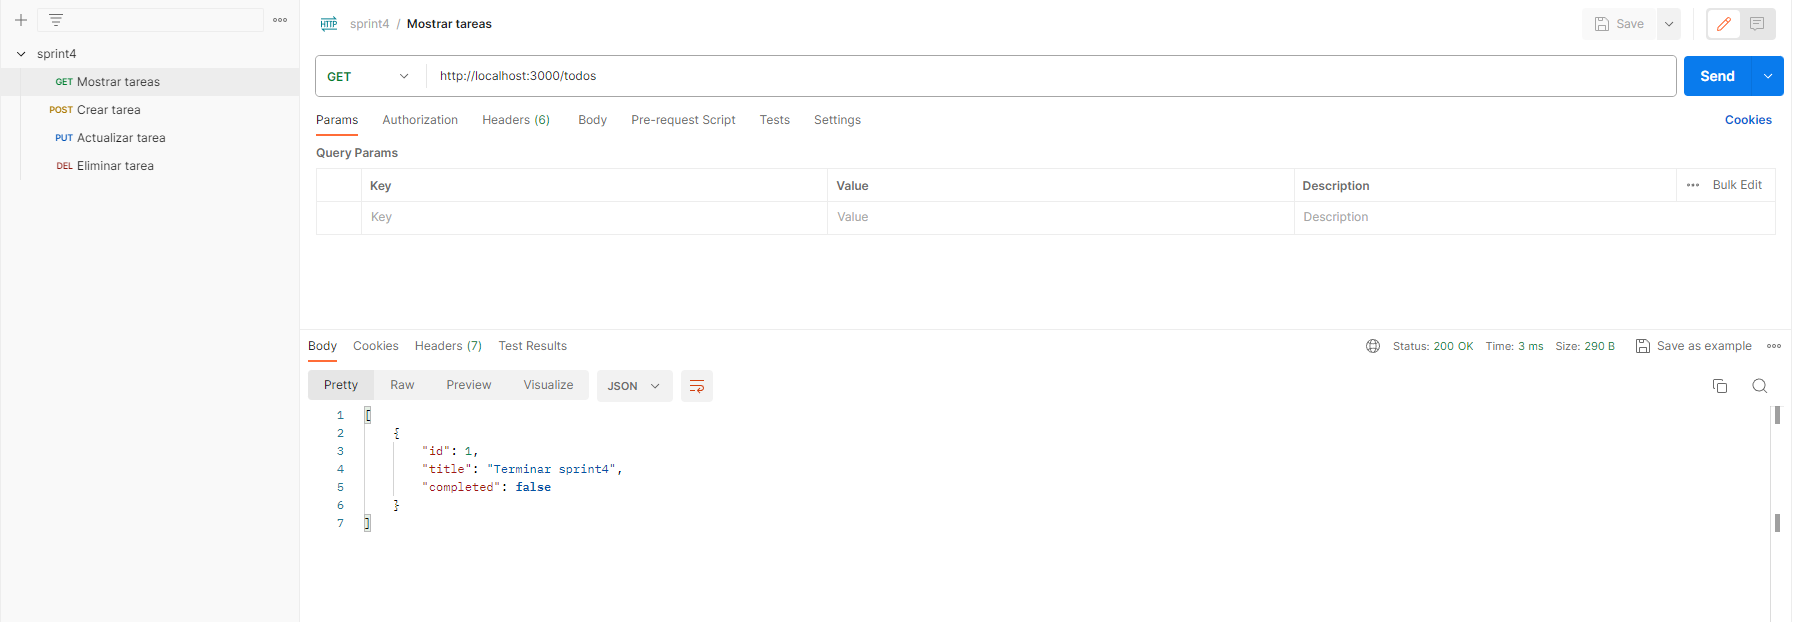 sprint4 / Mostrar tareas
Save
sprint4
GET Mostrar tareas
POST Crear tarea
PUT Actualizar tarea
DEL Eliminar tarea
HTTP
GET
http://localhost:3000/todos
Send
Params Authorization Headers (6) Body Pre-request Script Tests Settings
Cookies
Query Params
Key Value Description Bulk Edit
Key Value Description
Body Cookies Headers (7) Test Results
Status: 200 OK Time: 3 ms Size: 290 B Save as example
Pretty Raw Preview Visualize JSON
1 [
2 {
3 "id": 1,
4 "title": "Terminar sprint4",
5 "completed": false
6 }
7 ]